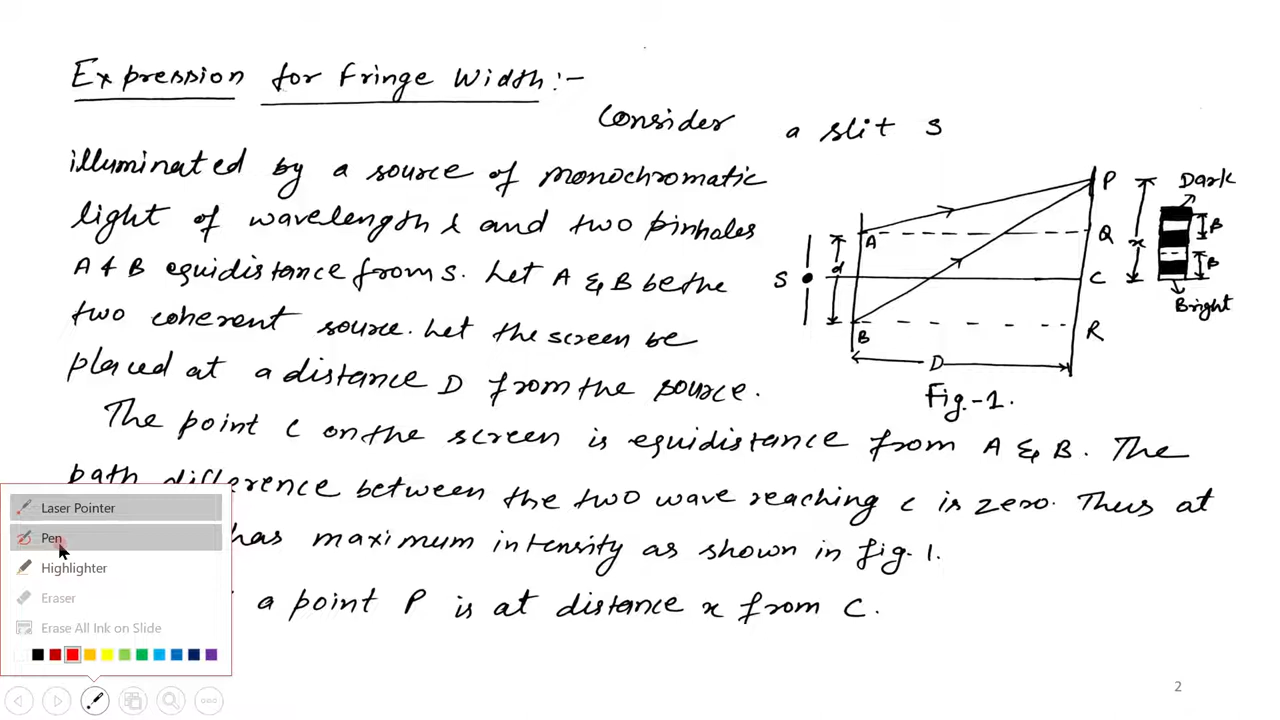 Expression for Fringe Width:-
Consider a slit S
illuminated by a source of monochromatic
light of wavelength λ and two pinholes
A & B equidistance from S. Let A & B be the
two coherent source. Let the screen be
placed at a distance D from the source.
The point C on the screen is equidistance from A & B. The
path difference between the two wave reaching C is zero. Thus at
has maximum intensity as shown in fig. 1.
a point P is at distance x from C.
P
Dark
A
Q
β
d
x
S
C
β
Bright
B
R
D
Fig.-1.
Laser Pointer
Pen
Highlighter
Eraser
Erase All Ink on Slide
2